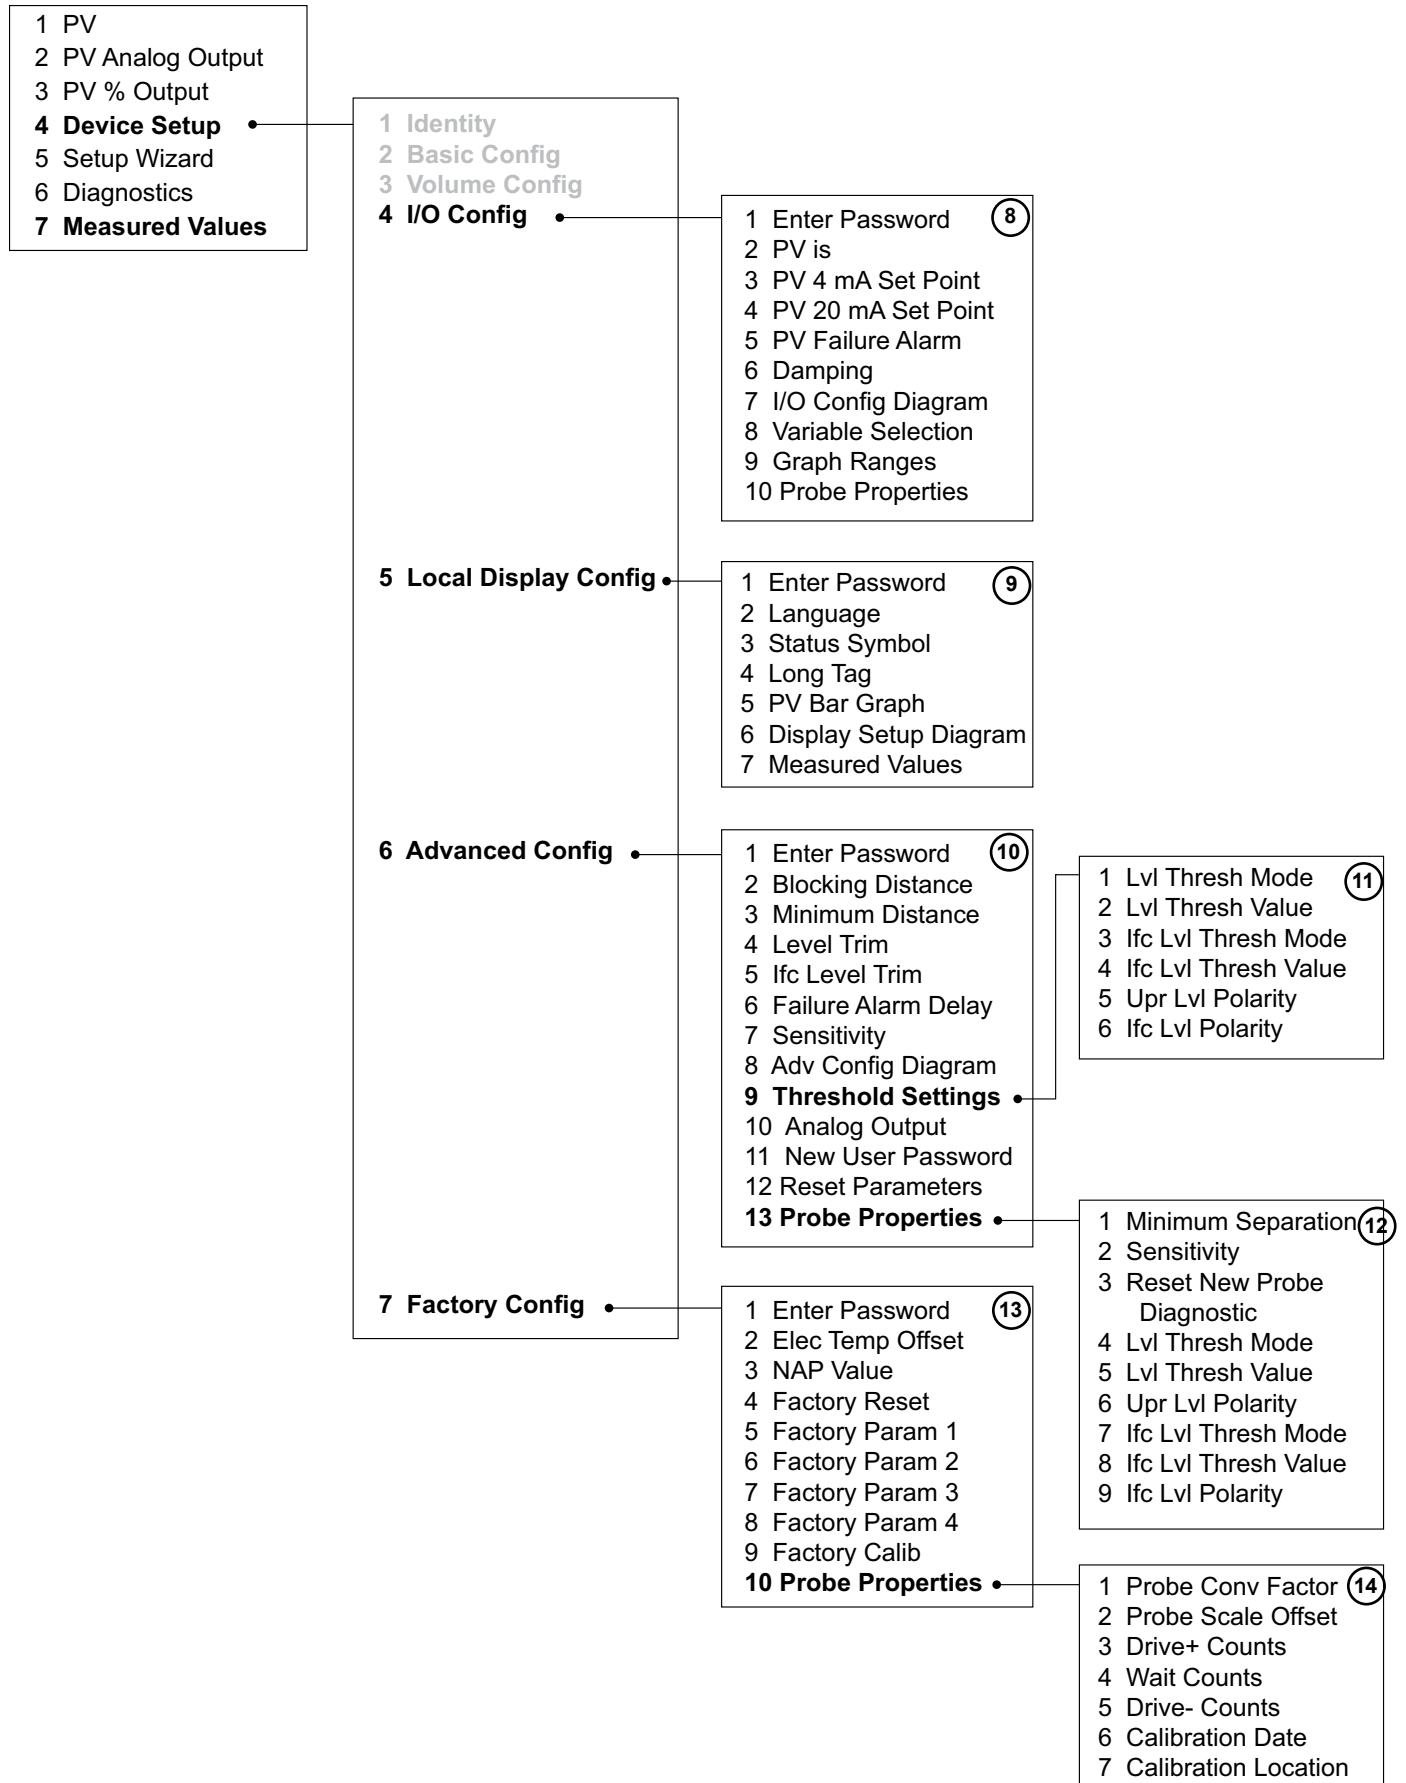 1 PV
2 PV Analog Output
3 PV % Output
4 Device Setup
5 Setup Wizard
6 Diagnostics
7 Measured Values
1 Identity
2 Basic Config
3 Volume Config
4 I/O Config
5 Local Display Config
6 Advanced Config
7 Factory Config
1 Enter Password 8
2 PV is
3 PV 4 mA Set Point
4 PV 20 mA Set Point
5 PV Failure Alarm
6 Damping
7 I/O Config Diagram
8 Variable Selection
9 Graph Ranges
10 Probe Properties
1 Enter Password 9
2 Language
3 Status Symbol
4 Long Tag
5 PV Bar Graph
6 Display Setup Diagram
7 Measured Values
1 Enter Password 10
2 Blocking Distance
3 Minimum Distance
4 Level Trim
5 Ifc Level Trim
6 Failure Alarm Delay
7 Sensitivity
8 Adv Config Diagram
9 Threshold Settings
10 Analog Output
11 New User Password
12 Reset Parameters
13 Probe Properties
1 Lvl Thresh Mode 11
2 Lvl Thresh Value
3 Ifc Lvl Thresh Mode
4 Ifc Lvl Thresh Value
5 Upr Lvl Polarity
6 Ifc Lvl Polarity
1 Minimum Separation 12
2 Sensitivity
3 Reset New Probe
Diagnostic
4 Lvl Thresh Mode
5 Lvl Thresh Value
6 Upr Lvl Polarity
7 Ifc Lvl Thresh Mode
8 Ifc Lvl Thresh Value
9 Ifc Lvl Polarity
1 Enter Password 13
2 Elec Temp Offset
3 NAP Value
4 Factory Reset
5 Factory Param 1
6 Factory Param 2
7 Factory Param 3
8 Factory Param 4
9 Factory Calib
10 Probe Properties
1 Probe Conv Factor 14
2 Probe Scale Offset
3 Drive+ Counts
4 Wait Counts
5 Drive- Counts
6 Calibration Date
7 Calibration Location